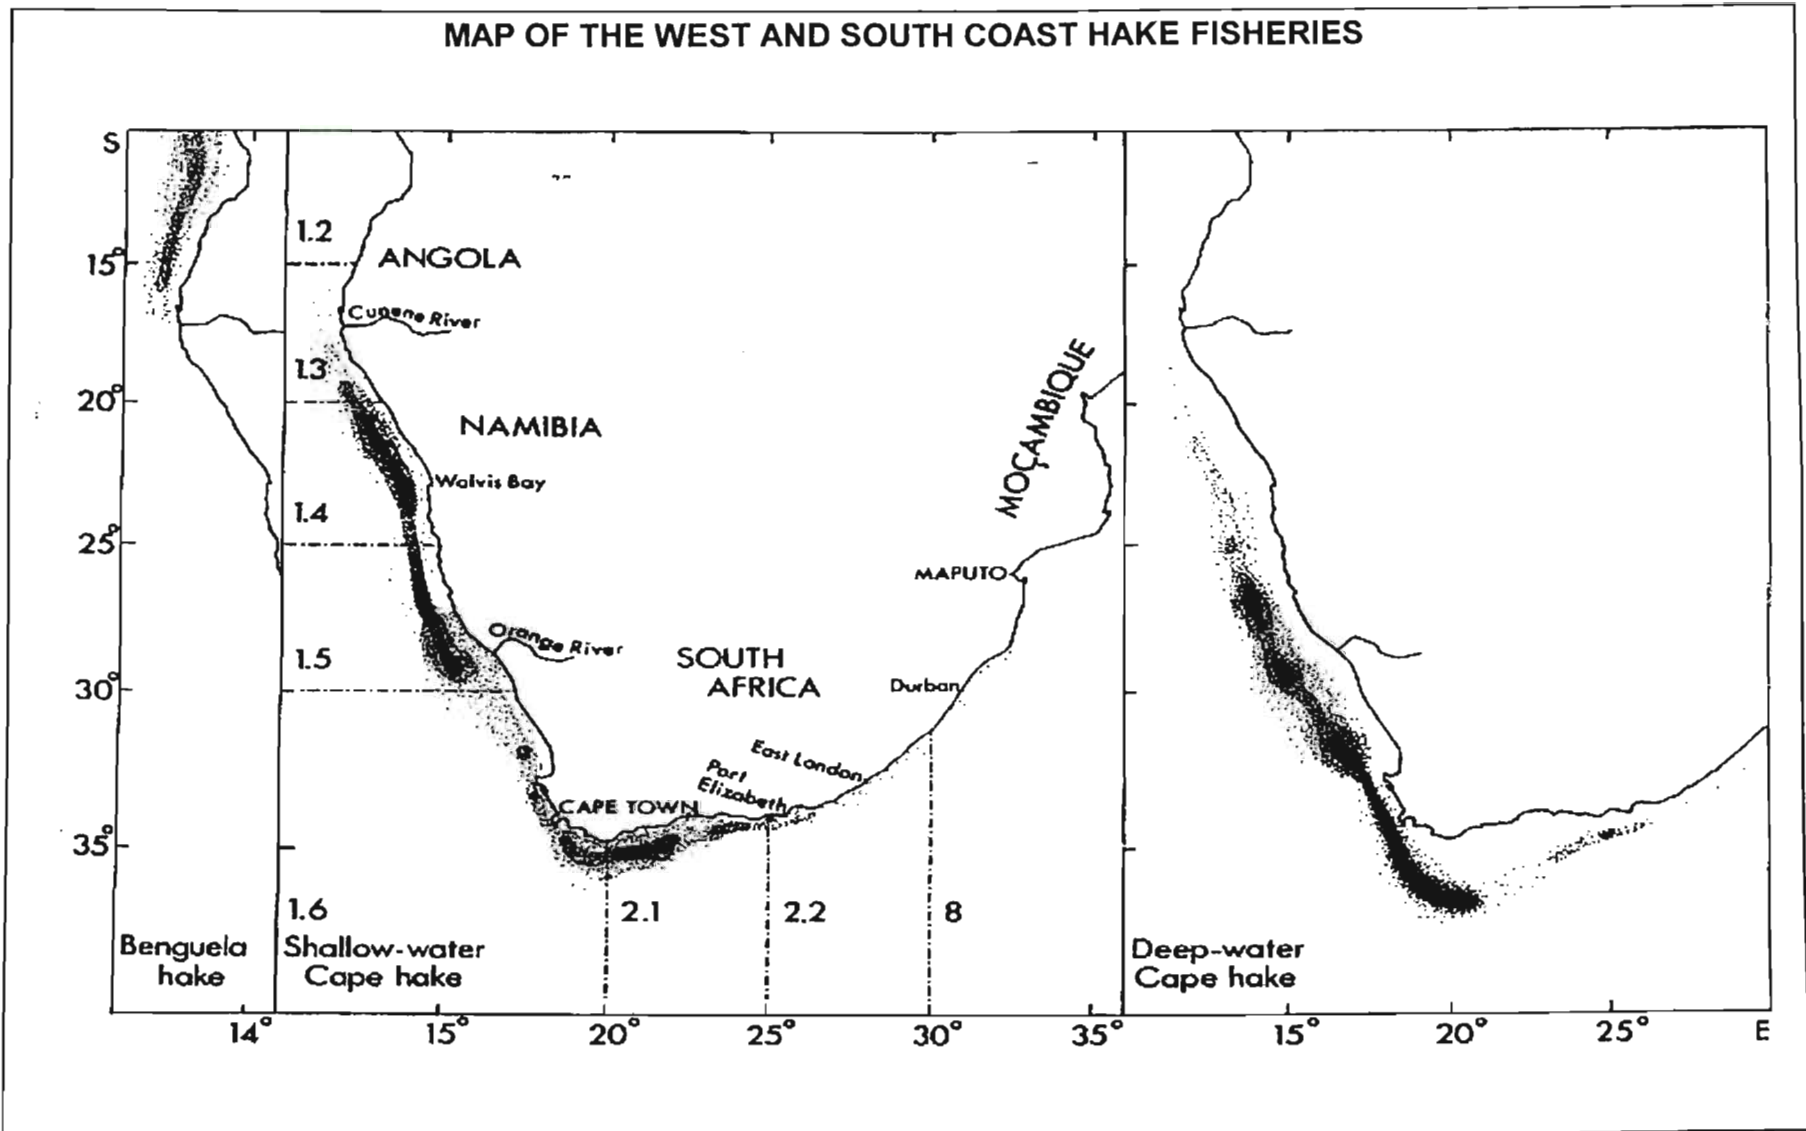 MAP OF THE WEST AND SOUTH COAST HAKE FISHERIES
S
15°
20°
25°
30°
35°
Benguela
hake
14°
1.2
1.3
1.4
1.5
1.6
ANGOLA
Cunene River
NAMIBIA
Walvis Bay
Orange River
SOUTH
AFRICA
MOÇAMBIQUE
MAPUTO
Durban
East London
Port
Elizabeth
CAPE TOWN
2.1
2.2
8
Shallow-water
Cape hake
15°
20°
25°
30°
35°
Deep-water
Cape hake
15°
20°
25°
E